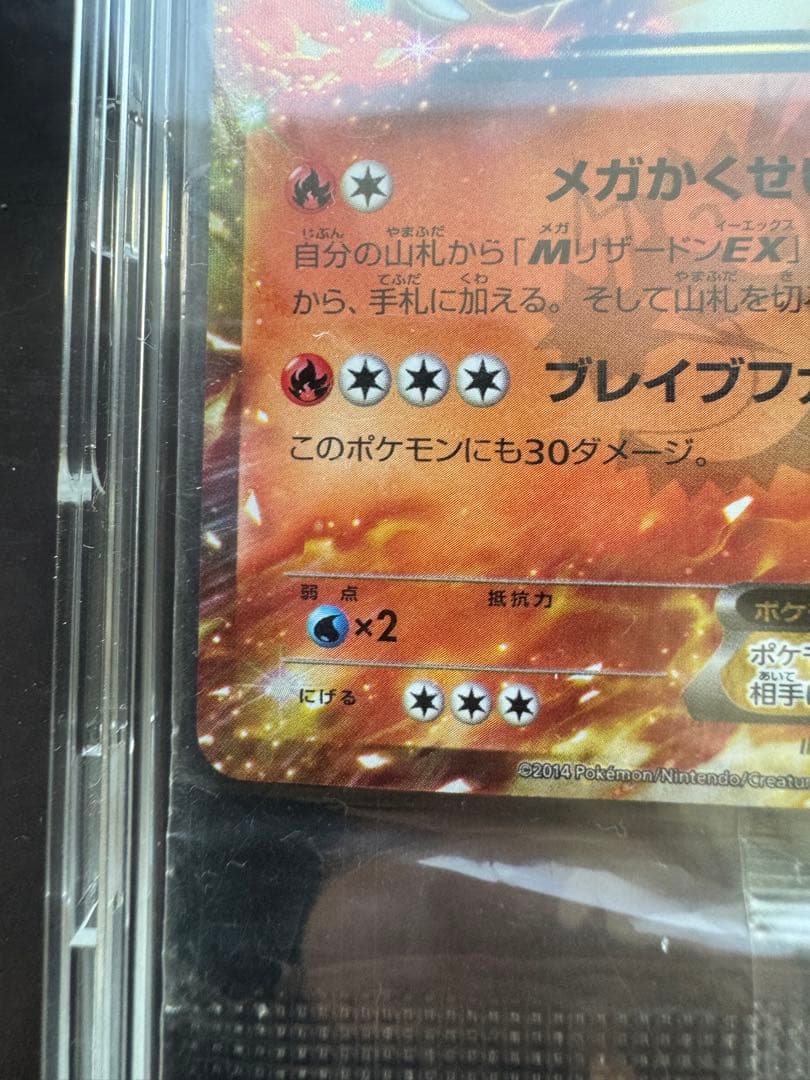 メガかくせい
じぶん やまふだ メガ イーエックス
自分の山札から「MリザードンEX」
てふだ くわ やまふだ き
から、手札に加える。そして山札を切
ブレイブファ
このポケモンにも30ダメージ。
弱点 抵抗力
×2
ポケ
ポケモ
あいて
相手
にげる
©2014 Pokémon/Nintendo/Creatur